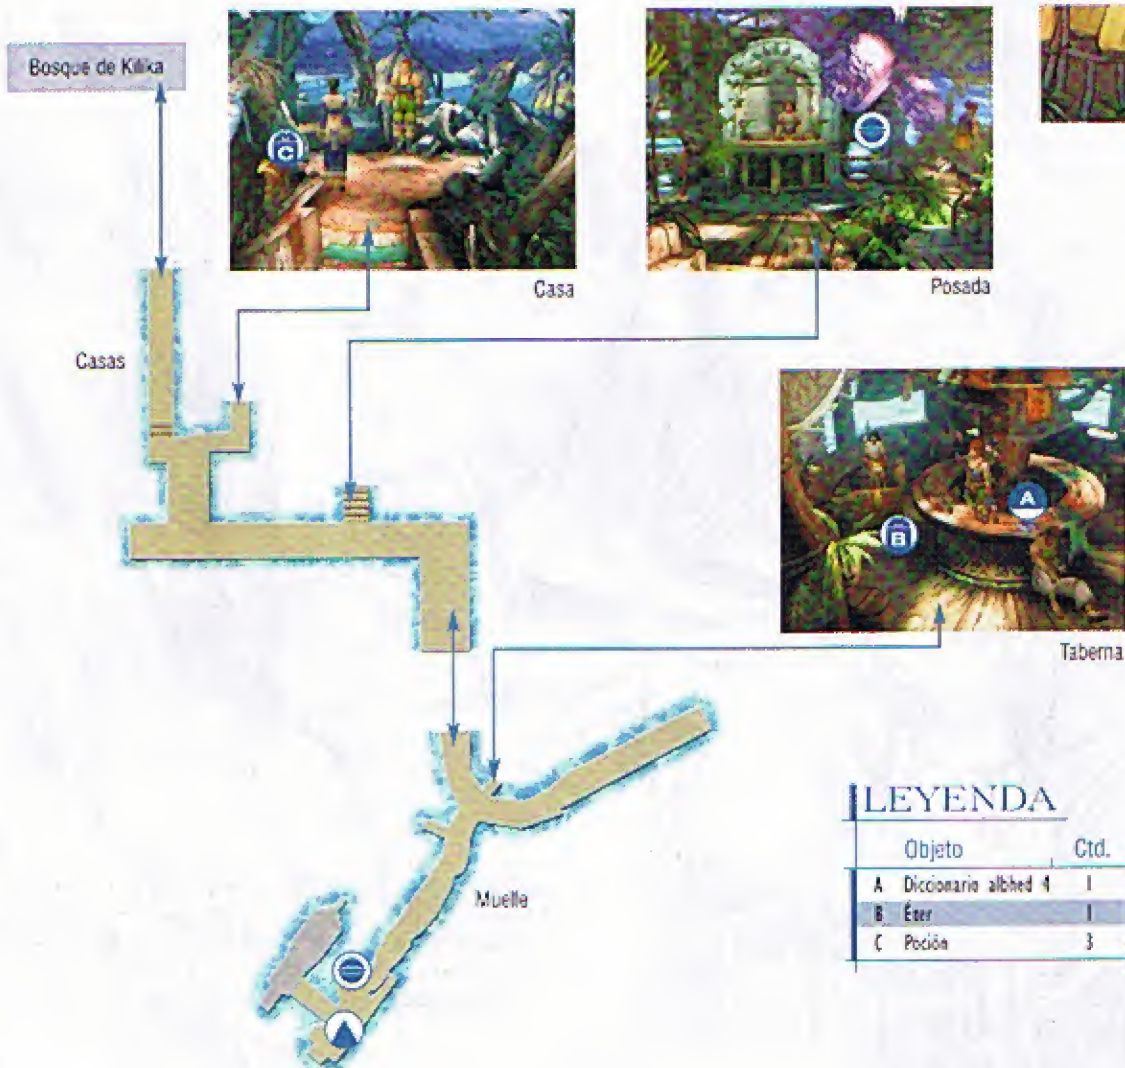 Bosque de Kilika
Casa
Posada
Casas
C
A
B
Taberna
Muelle
LEYENDA
Objeto Ctd.
A Diccionario albhed 4 1
B Éter 1
C Poción 3